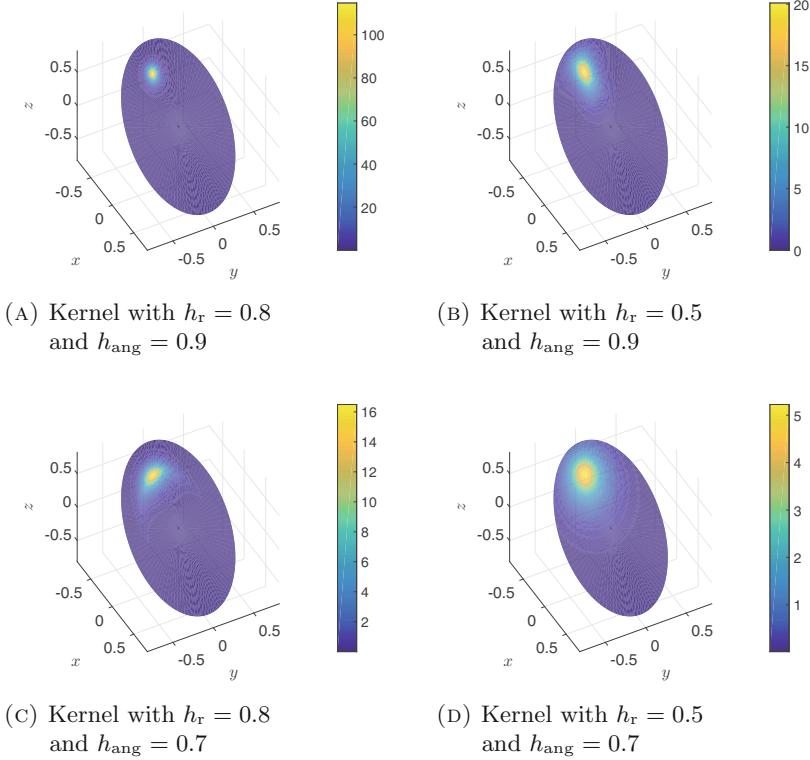 100
80
60
40
20
0.5
0
-0.5
z
-0.5
0
0.5
x
-0.5
0
0.5
y
(A) Kernel with h_r = 0.8
and h_ang = 0.9
20
15
10
5
0
0.5
0
-0.5
z
-0.5
0
0.5
x
-0.5
0
0.5
y
(B) Kernel with h_r = 0.5
and h_ang = 0.9
16
14
12
10
8
6
4
2
0.5
0
-0.5
z
-0.5
0
0.5
x
-0.5
0
0.5
y
(C) Kernel with h_r = 0.8
and h_ang = 0.7
5
4
3
2
1
0.5
0
-0.5
z
-0.5
0
0.5
x
-0.5
0
0.5
y
(D) Kernel with h_r = 0.5
and h_ang = 0.7